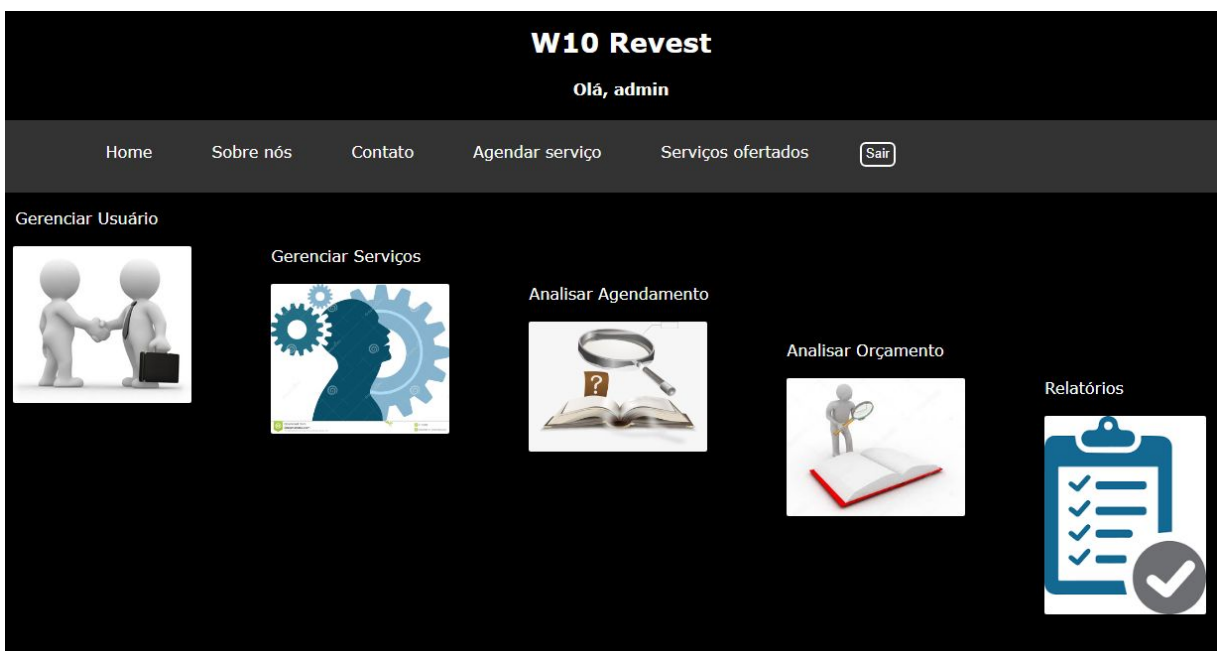 W10 Revest
Olá, admin
Home Sobre nós Contato Agendar serviço Serviços ofertados Sair
Gerenciar Usuário
Gerenciar Serviços
Analisar Agendamento
?
Analisar Orçamento
Relatórios